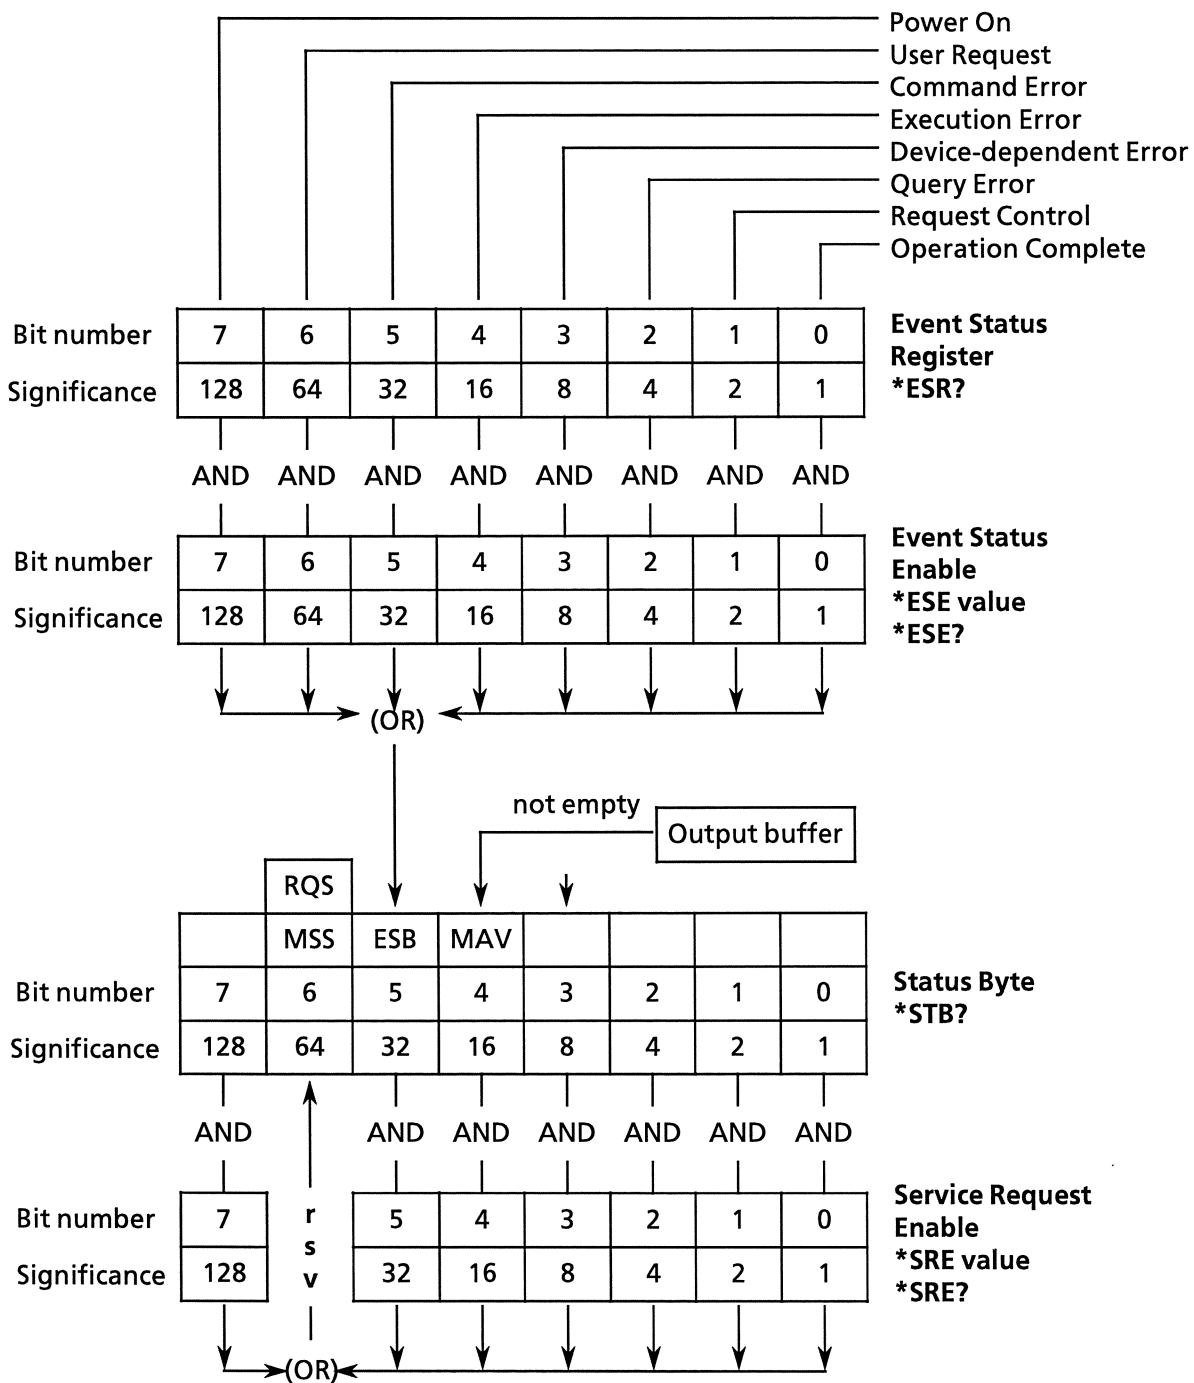 Power On
User Request
Command Error
Execution Error
Device-dependent Error
Query Error
Request Control
Operation Complete
Bit number 7 6 5 4 3 2 1 0
Significance 128 64 32 16 8 4 2 1
Event Status
Register
*ESR?
AND AND AND AND AND AND AND AND
Bit number 7 6 5 4 3 2 1 0
Significance 128 64 32 16 8 4 2 1
Event Status
Enable
*ESE value
*ESE?
(OR)
not empty
Output buffer
RQS
MSS ESB MAV
Bit number 7 6 5 4 3 2 1 0
Significance 128 64 32 16 8 4 2 1
Status Byte
*STB?
AND AND AND AND AND AND AND
Bit number 7 5 4 3 2 1 0
Significance 128 32 16 8 4 2 1
r
s
v
Service Request
Enable
*SRE value
*SRE?
(OR)